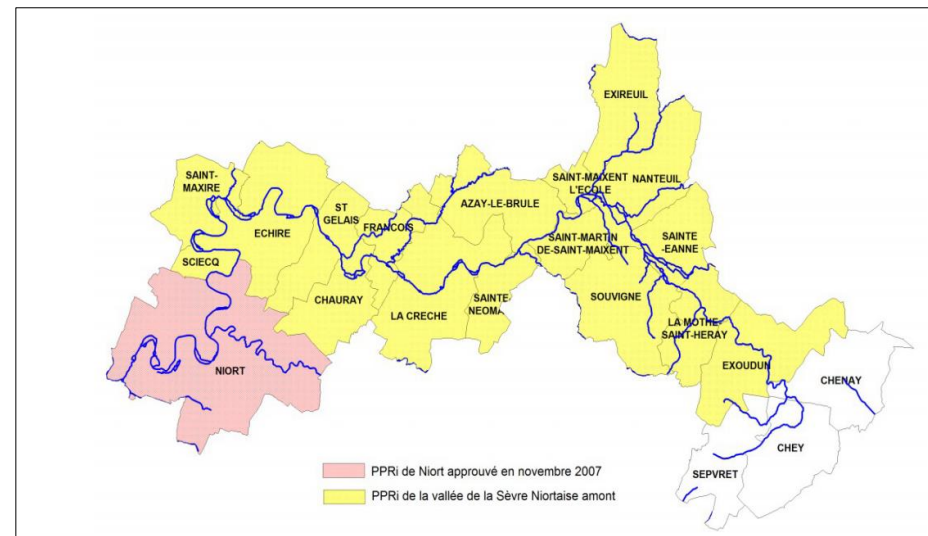 EXIREUIL
SAINT-
MAIXIRE
SAINT-MAIXENT
L'ECOLE
NANTEUIL
AZAY-LE-BRULE
ST
GELAIS
FRANCOIS
ECHIRE
SAINT-MARTIN
DE-SAINT-MAIXENT
SAINTE
-EANNE
SCIECQ
CHAURAY
LA CRECHE
SAINTE
NEOMA
SOUVIGNE
LA MOTHE-
SAINT-HERAY
NIORT
EXOUDUN
CHENAY
CHEY
SEPVRET
PPRi de Niort approuvé en novembre 2007
PPRi de la vallée de la Sèvre Niortaise amont